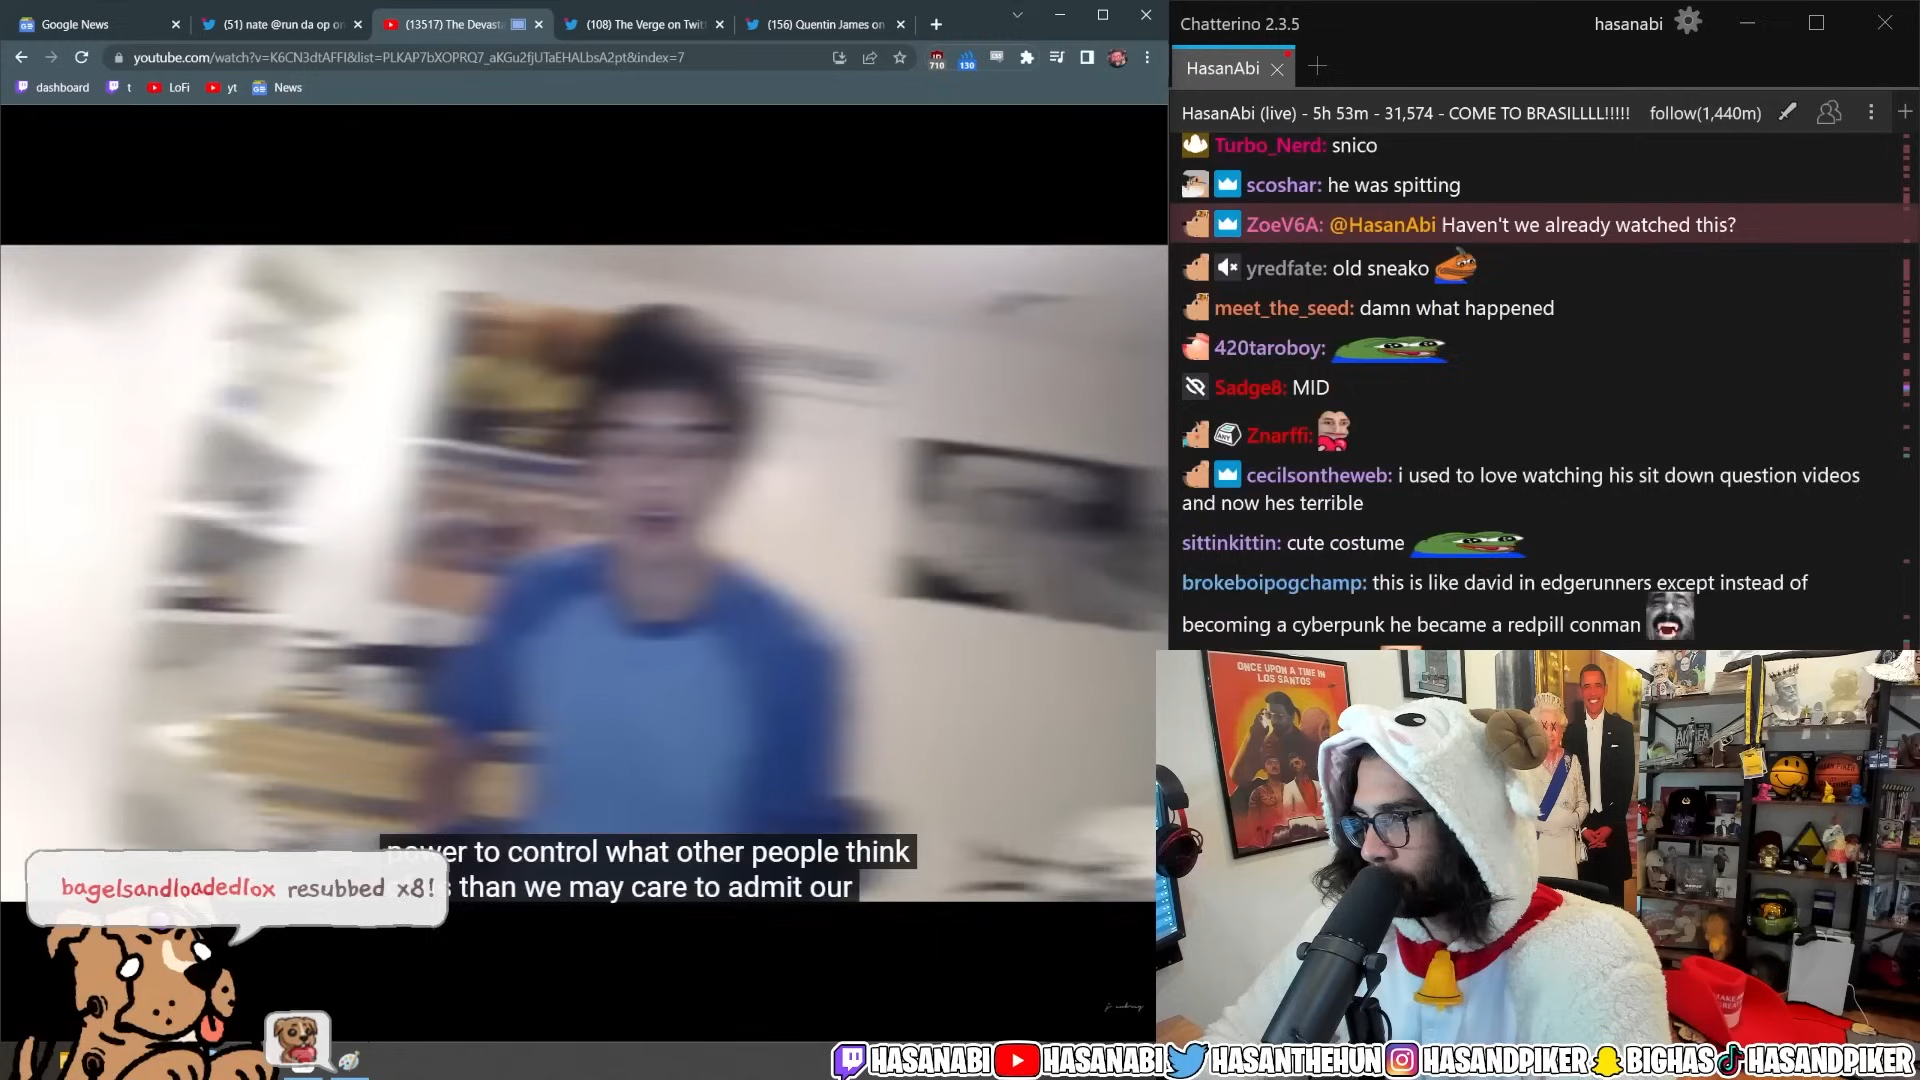 Google News
(51) nate @run da op on
(13517) The Devasta
(108) The Verge on Twit
(156) Quentin James on
youtube.com/watch?v=K6CN3dtAFFI&list=PLKAP7bXOPRQ7_aKGu2fjUTaEHALbsA2pt&index=7
710
130
dashboard
t
LoFi
yt
News
Chatterino 2.3.5
hasanabi
HasanAbi
HasanAbi (live) - 5h 53m - 31,574 - COME TO BRASILLLL!!!!!
follow(1,440m)
Turbo_Nerd: snico
scoshar: he was spitting
ZoeV6A: @HasanAbi Haven't we already watched this?
yredfate: old sneako
meet_the_seed: damn what happened
420taroboy:
Sadge8: MID
ANY
Znarffi:
cecilsontheweb: i used to love watching his sit down question videos
and now hes terrible
sittinkittin: cute costume
brokeboipogchamp: this is like david in edgerunners except instead of
becoming a cyberpunk he became a redpill conman
power to control what other people think
than we may care to admit our
bagelsandloadedlox resubbed x8!
ONCE UPON A TIME IN
LOS SANTOS
HASANABI
HASANABI
HASANTHEHUN
HASANDPIKER
BIGHAS
HASANDPIKER